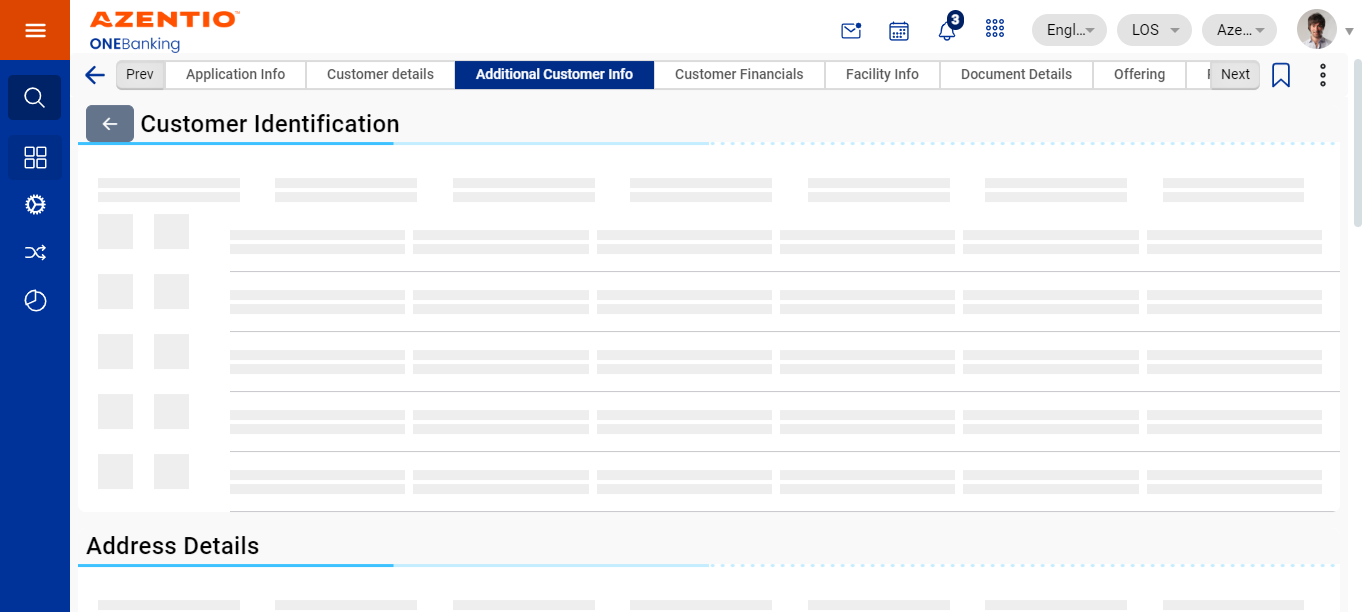 AZENTIO™
ONEBanking
3
Engl...
LOS
Aze...
Prev
Application Info
Customer details
Additional Customer Info
Customer Financials
Facility Info
Document Details
Offering
Next
Customer Identification
Address Details